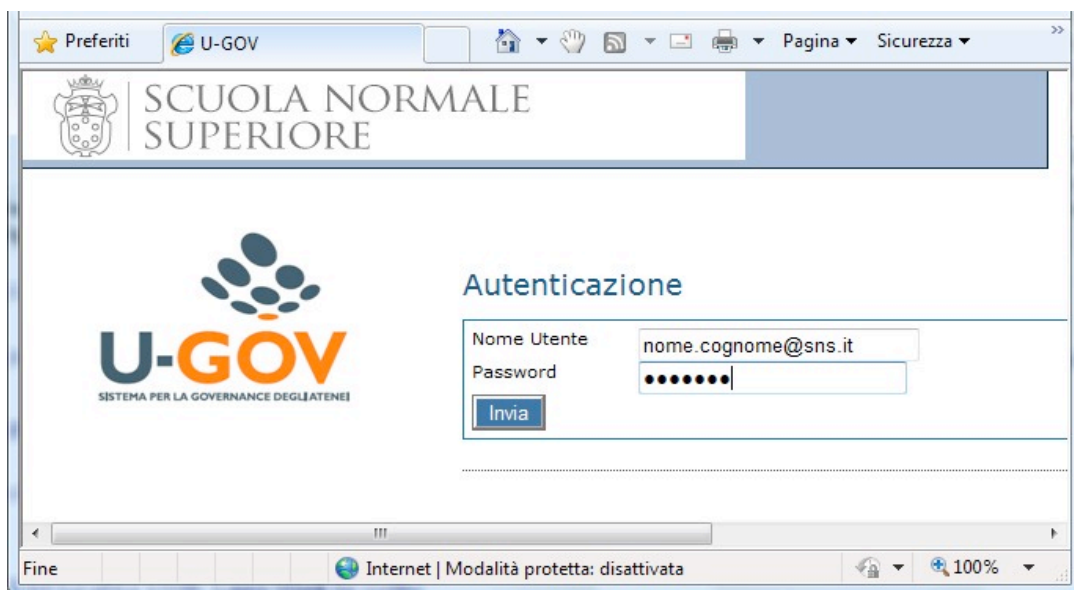 Preferiti U-GOV Pagina Sicurezza
SCUOLA NORMALE
SUPERIORE
U-GOV
SISTEMA PER LA GOVERNANCE DEGLI ATENEI
Autenticazione
Nome Utente nome.cognome@sns.it
Password •••••••
Invia
Fine Internet | Modalità protetta: disattivata 100%